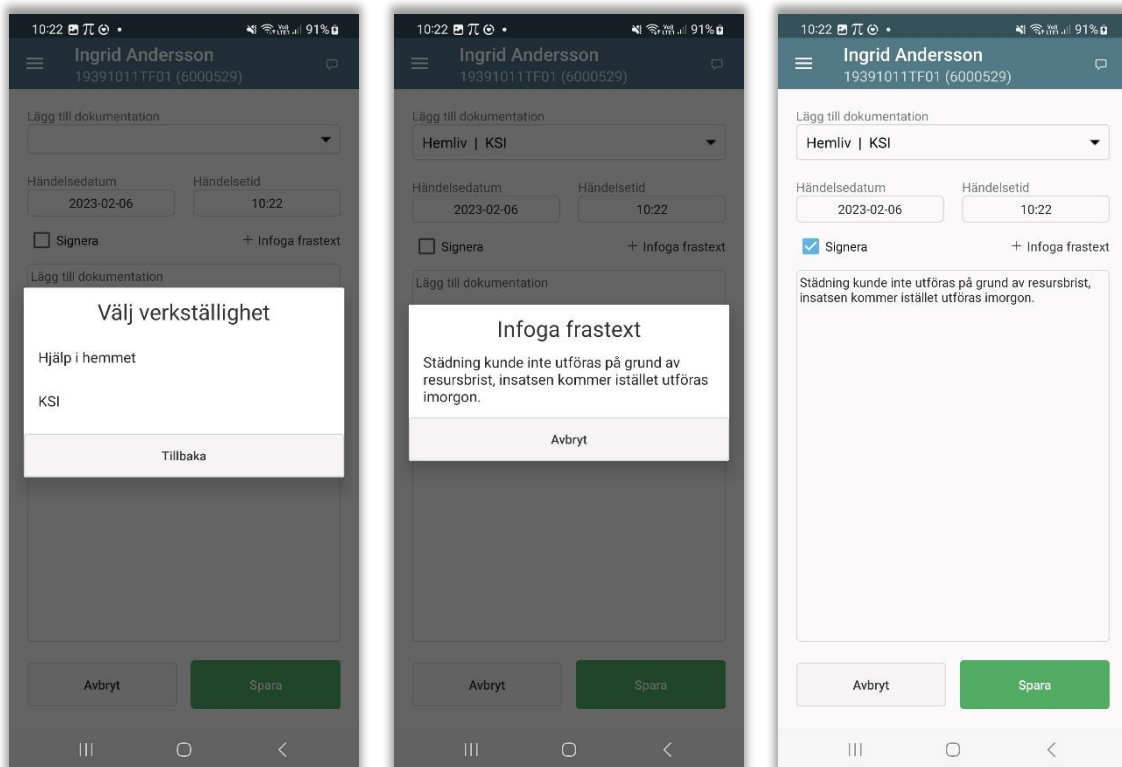 10:22
91%
Ingrid Andersson
19391011TF01 (6000529)
Lägg till dokumentation
Händelsedatum Händelsetid
2023-02-06 10:22
Signera + Infoga frastext
Lägg till dokumentation
Välj verkställighet
Hjälp i hemmet
KSI
Tillbaka
Avbryt Spara
10:22
91%
Ingrid Andersson
19391011TF01 (6000529)
Lägg till dokumentation
Hemliv | KSI
Händelsedatum Händelsetid
2023-02-06 10:22
Signera + Infoga frastext
Lägg till dokumentation
Infoga frastext
Städning kunde inte utföras på grund av
resursbrist, insatsen kommer istället utföras
imorgon.
Avbryt
Avbryt Spara
10:22
91%
Ingrid Andersson
19391011TF01 (6000529)
Lägg till dokumentation
Hemliv | KSI
Händelsedatum Händelsetid
2023-02-06 10:22
Signera + Infoga frastext
Städning kunde inte utföras på grund av resursbrist,
insatsen kommer istället utföras imorgon.
Avbryt Spara